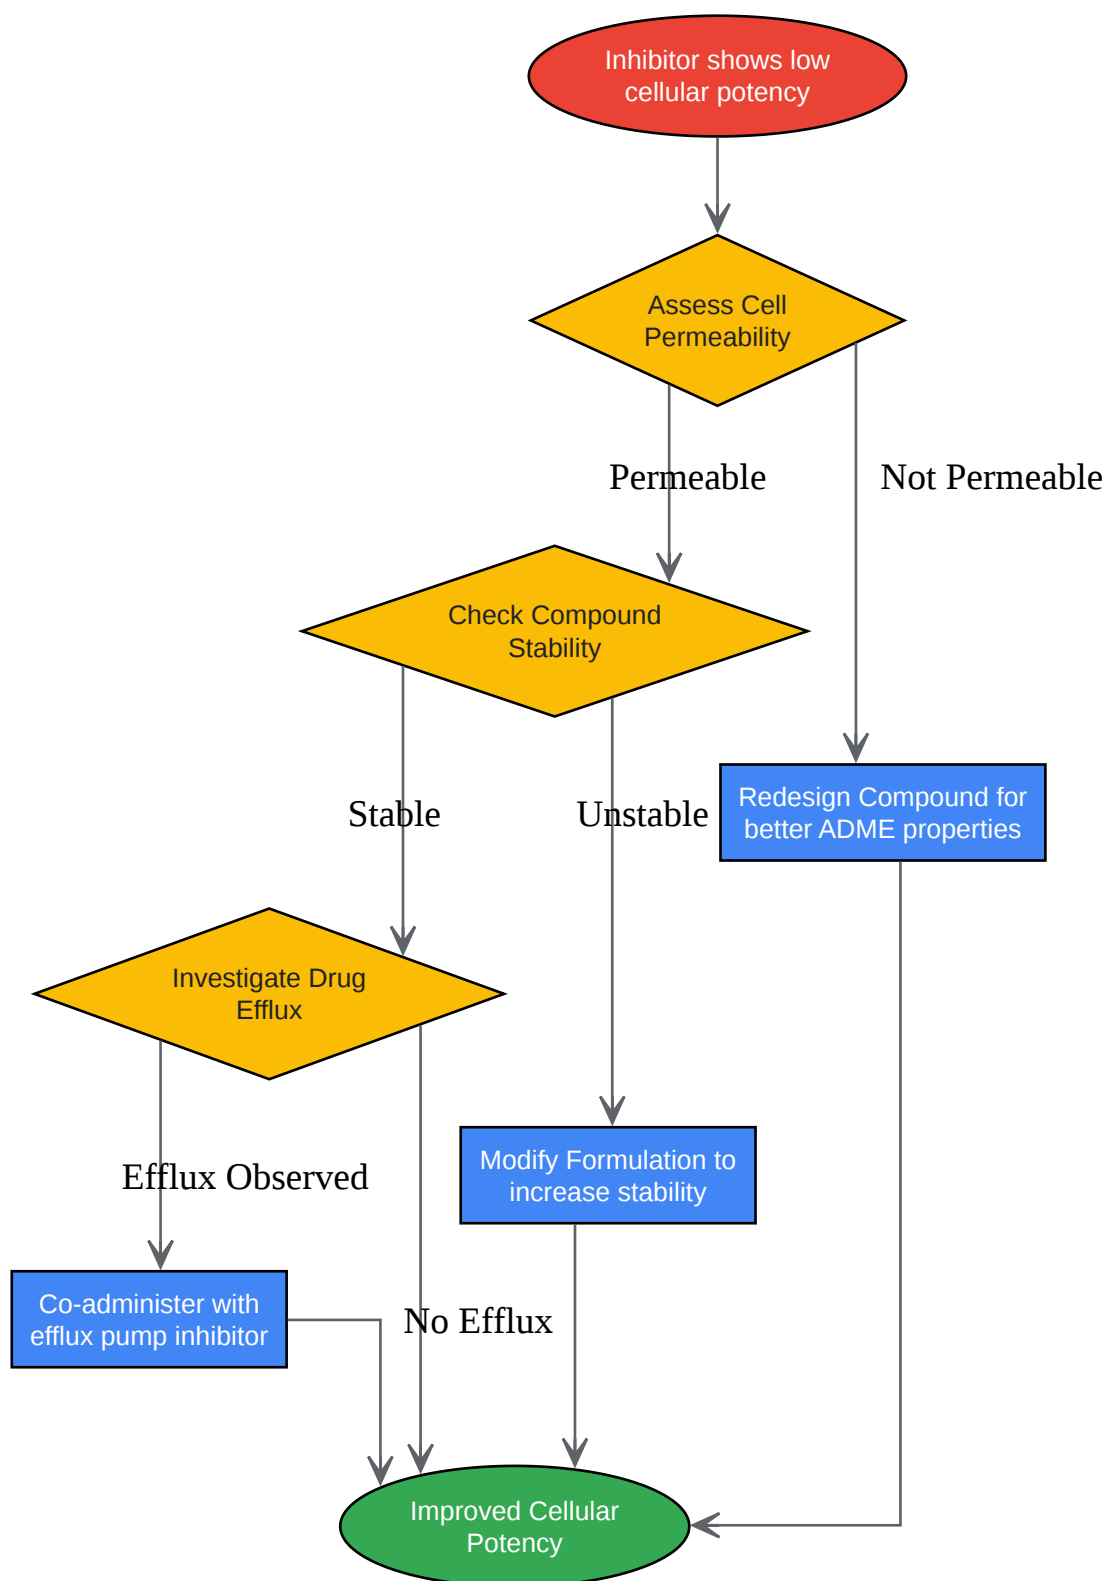 Inhibitor shows low
cellular potency
Assess Cell
Permeability
Permeable
Not Permeable
Check Compound
Stability
Stable
Unstable
Redesign Compound for
better ADME properties
Investigate Drug
Efflux
Efflux Observed
Modify Formulation to
increase stability
Co-administer with
efflux pump inhibitor
No Efflux
Improved Cellular
Potency